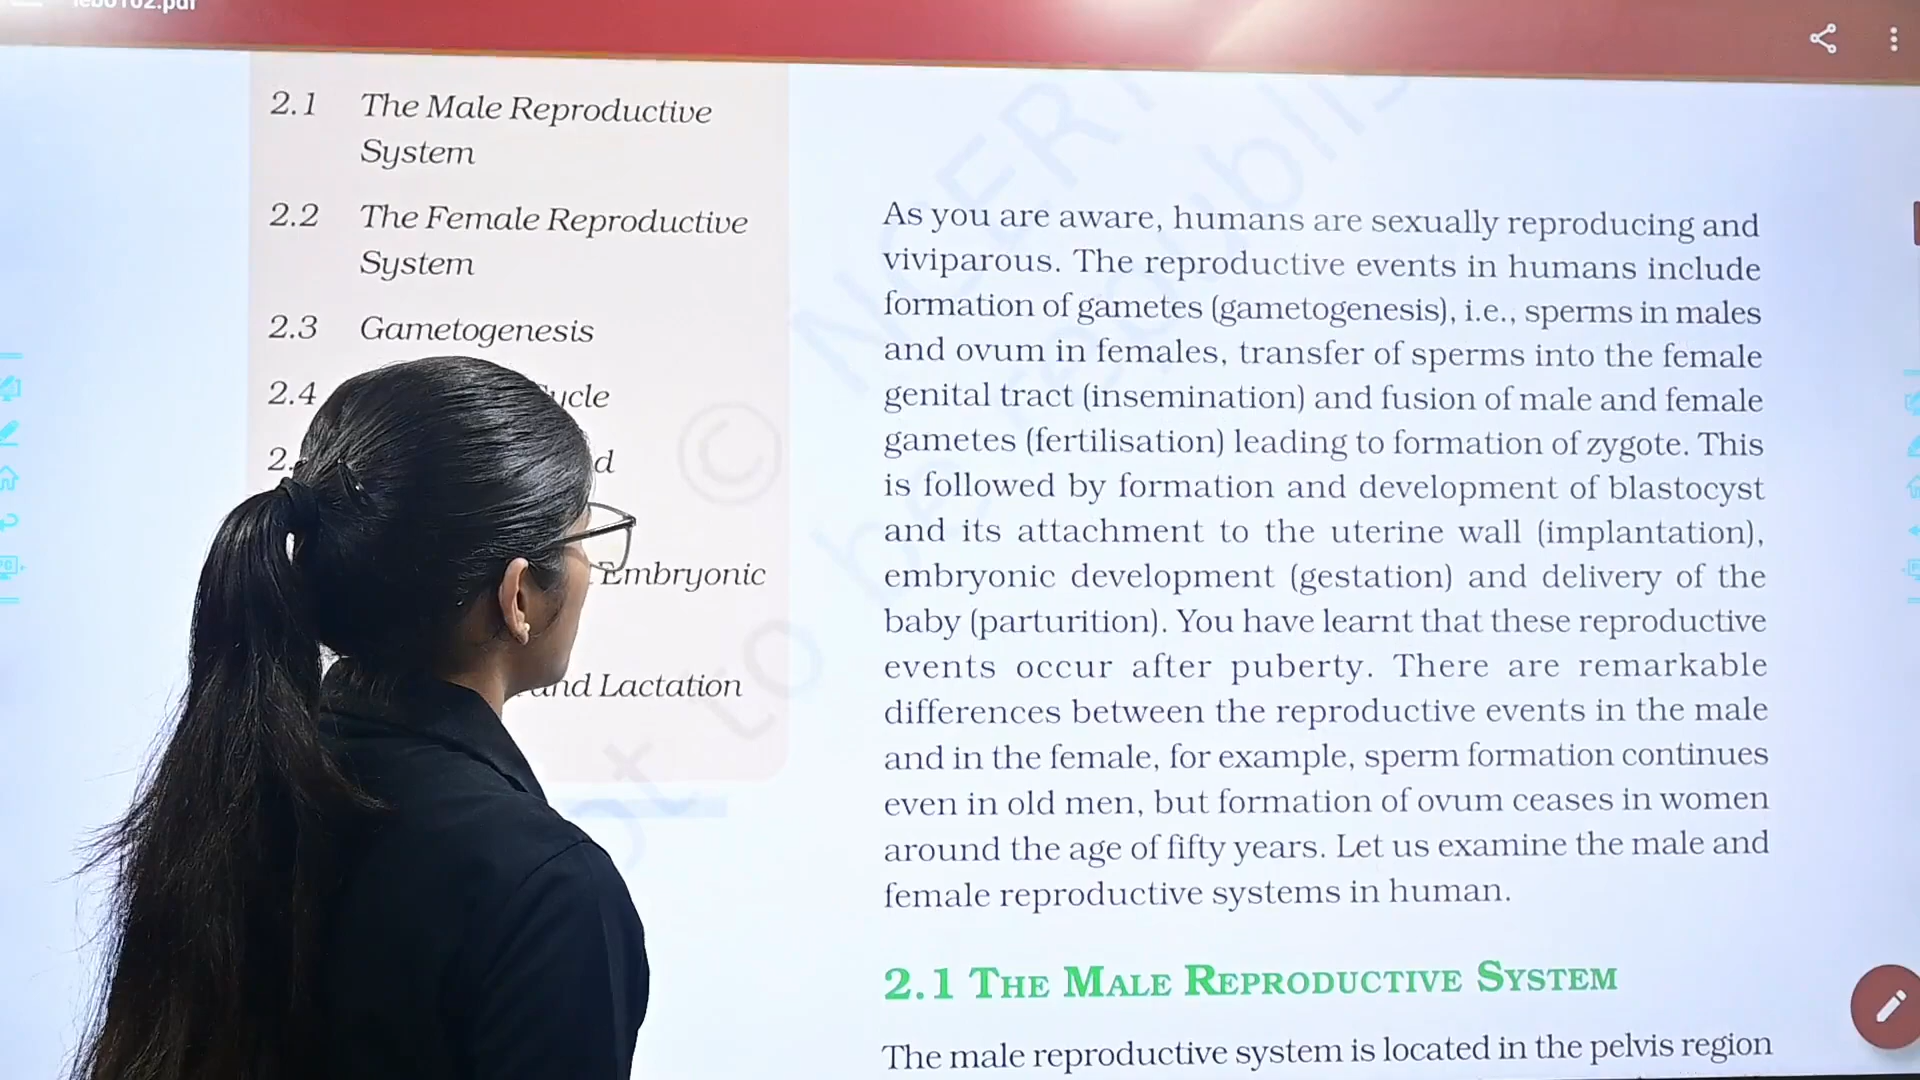 2.1 The Male Reproductive
System
2.2 The Female Reproductive
System
2.3 Gametogenesis
2.4
Embryonic
and Lactation
As you are aware, humans are sexually reproducing and
viviparous. The reproductive events in humans include
formation of gametes (gametogenesis), i.e., sperms in males
and ovum in females, transfer of sperms into the female
genital tract (insemination) and fusion of male and female
gametes (fertilisation) leading to formation of zygote. This
is followed by formation and development of blastocyst
and its attachment to the uterine wall (implantation),
embryonic development (gestation) and delivery of the
baby (parturition). You have learnt that these reproductive
events occur after puberty. There are remarkable
differences between the reproductive events in the male
and in the female, for example, sperm formation continues
even in old men, but formation of ovum ceases in women
around the age of fifty years. Let us examine the male and
female reproductive systems in human.
2.1 THE MALE REPRODUCTIVE SYSTEM
The male reproductive system is located in the pelvis region